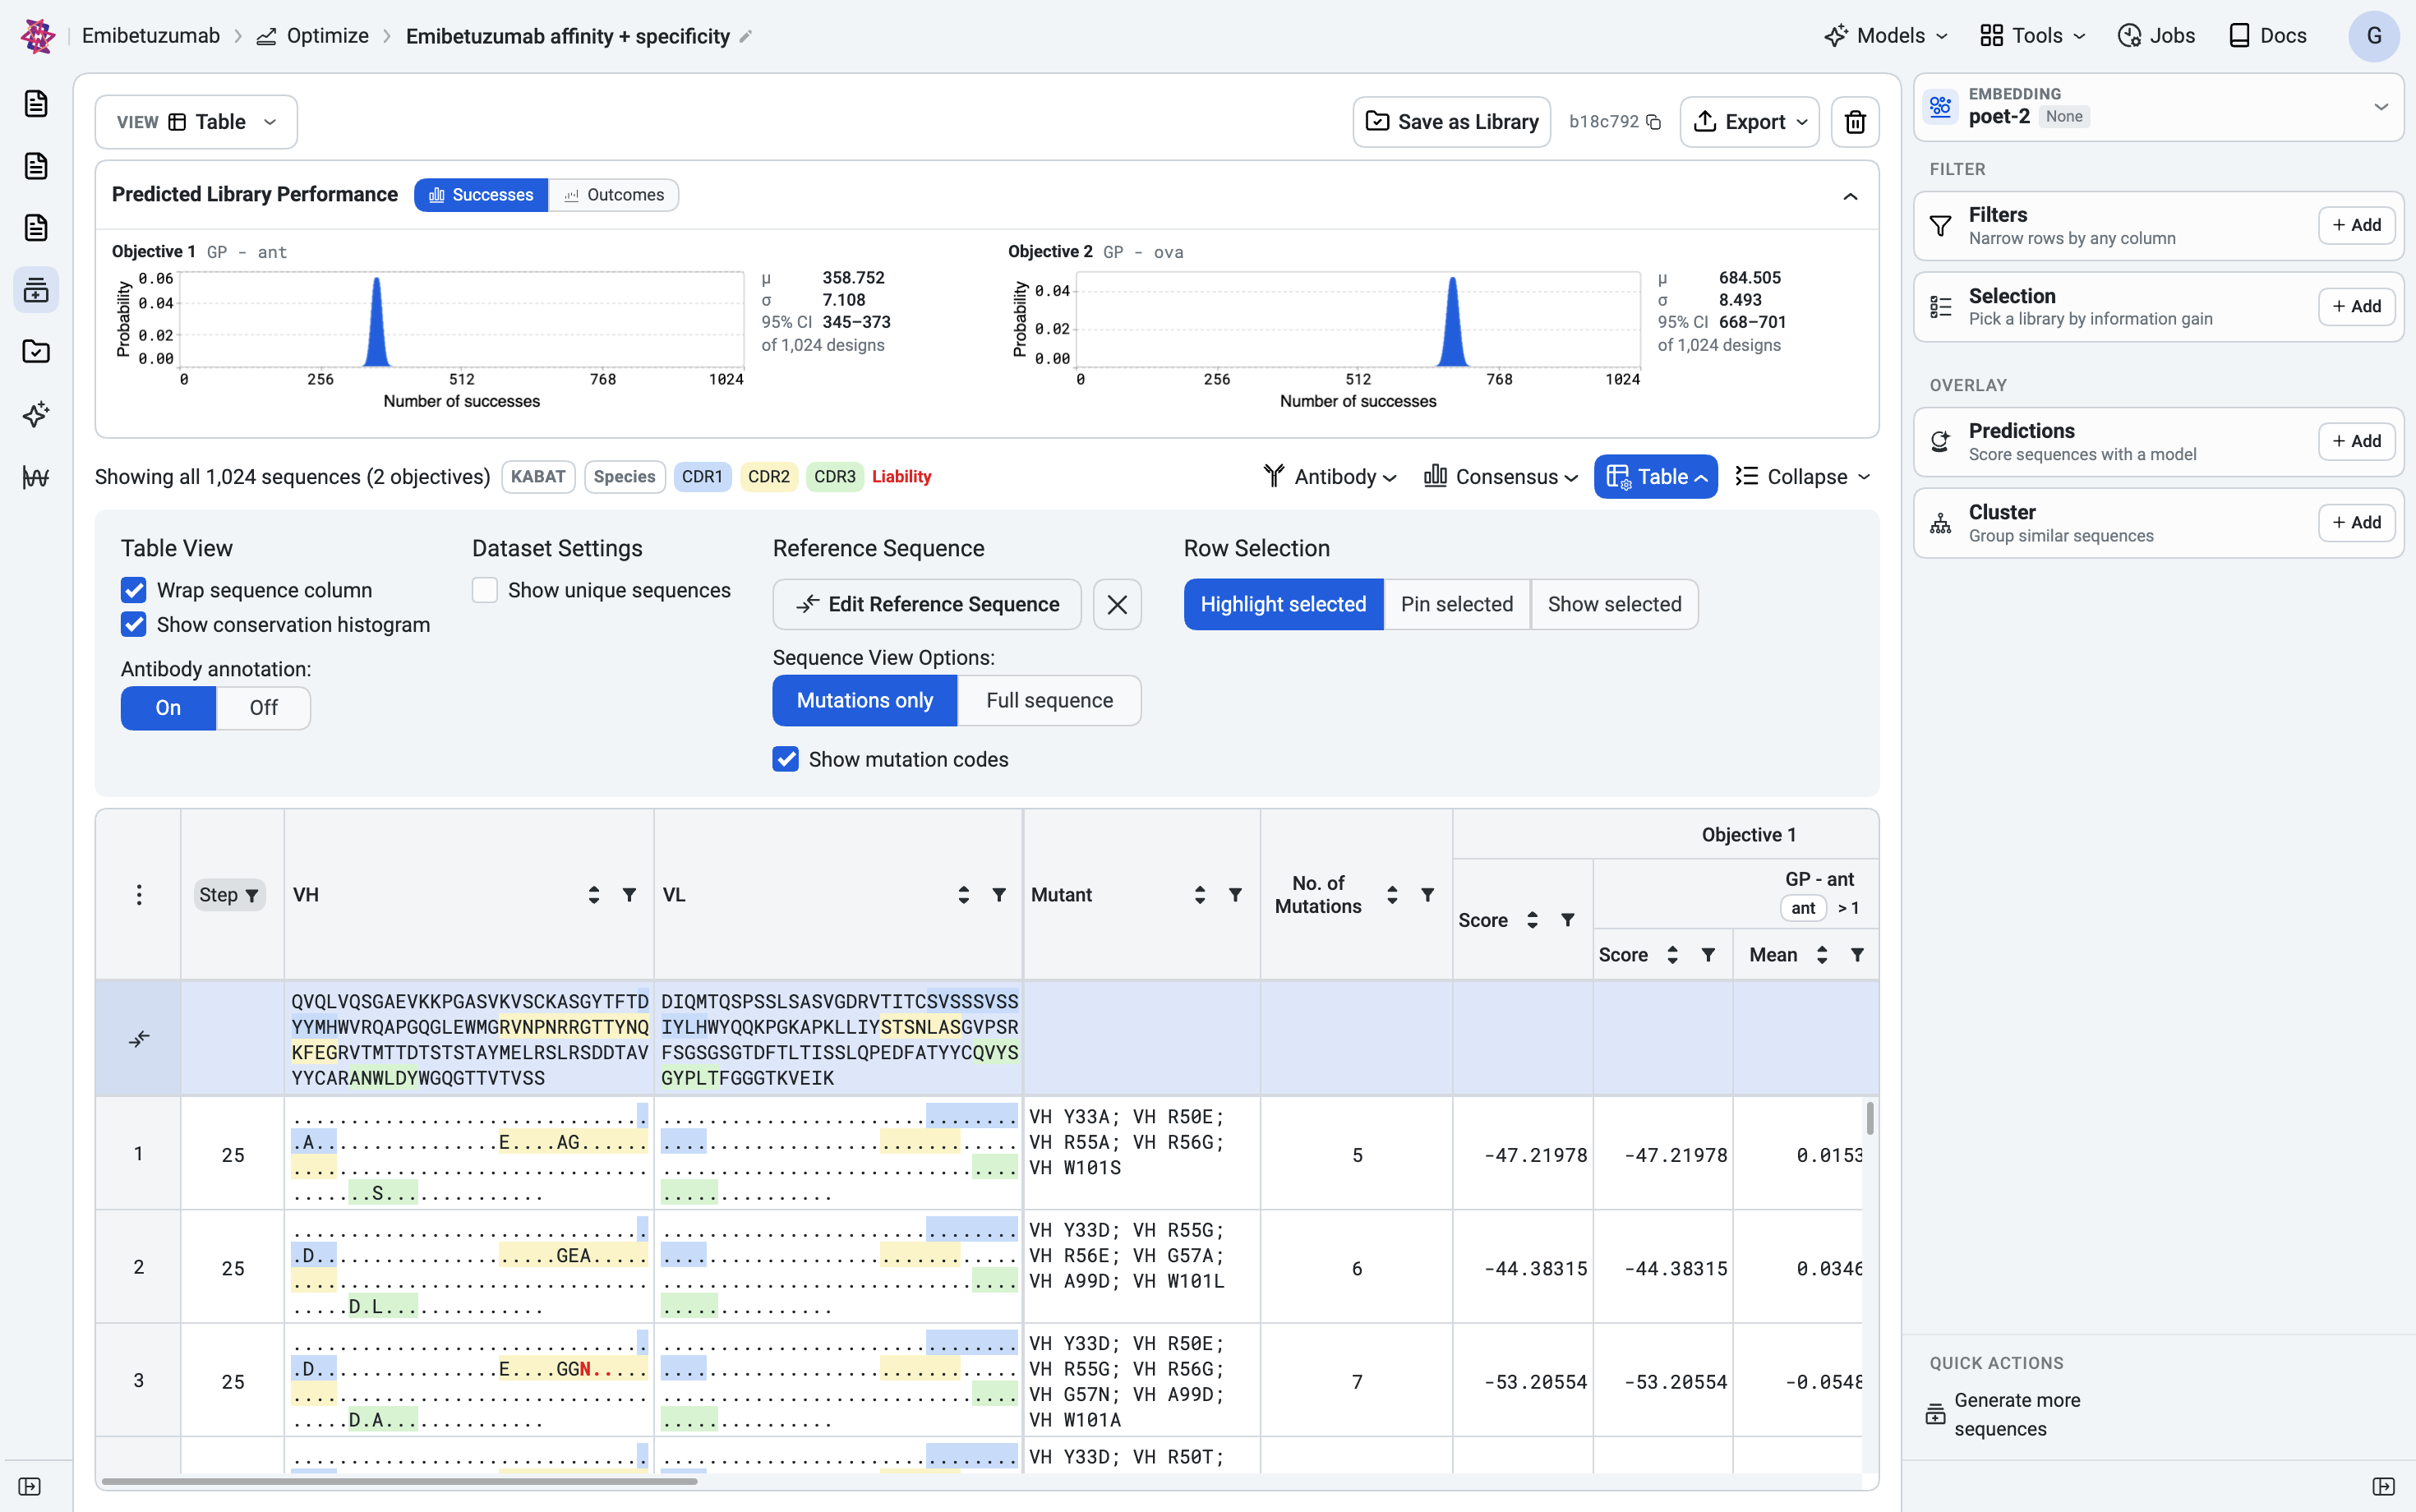 Emibetuzumab > Optimize > Emibetuzumab affinity + specificity
Models Tools Jobs Docs G
VIEW Table
Save as Library b18c792 Export
Predicted Library Performance Successes Outcomes
Objective 1 GP - ant
Probability
0.06
0.04
0.02
0.00
0 256 512 768 1024
Number of successes
μ 358.752
σ 7.108
95% CI 345–373
of 1,024 designs
Objective 2 GP - ova
Probability
0.04
0.02
0.00
0 256 512 768 1024
Number of successes
μ 684.505
σ 8.493
95% CI 668–701
of 1,024 designs
Showing all 1,024 sequences (2 objectives) KABAT Species CDR1 CDR2 CDR3 Liability
Antibody Consensus Table Collapse
Table View
Wrap sequence column
Show conservation histogram
Antibody annotation:
On Off
Dataset Settings
Show unique sequences
Reference Sequence
Edit Reference Sequence
Sequence View Options:
Mutations only Full sequence
Show mutation codes
Row Selection
Highlight selected Pin selected Show selected
Step VH VL Mutant No. of Mutations
Objective 1
Score
GP - ant
ant > 1
Score Mean
QVQLVQSGAEVKKPGASVKVSCKASGYTFTD
YYMHWVRQAPGQGLEWMGRVNPNRRGTTYNQ
KFEGRVTMTTDTSTSTAYMELRSLRSDDTAV
YYCARANWLDYWGQGTTVTVSS
DIQMTQSPSSLSASVGDRVTITCSVSSSVSS
IYLHWYQQKPGKAPKLLIYSTSNLASGVPSR
FSGSGSGTDFTLTISSLQPEDFATYYCQVYS
GYPLTFGGGTKVEIK
1 25
...............................
.A................E....AG......
...............................
.......S..............
...............................
...............................
...............................
...............
VH Y33A; VH R50E;
VH R55A; VH R56G;
VH W101S
5 -47.21978 -47.21978 0.0153
2 25
...............................
.D.....................GEA.....
...............................
.....D.L..............
...............................
...............................
...............................
...............
VH Y33D; VH R55G;
VH R56E; VH G57A;
VH A99D; VH W101L
6 -44.38315 -44.38315 0.0346
3 25
...............................
.D................E....GGN.....
...............................
.....D.A..............
...............................
...............................
...............................
...............
VH Y33D; VH R50E;
VH R55G; VH R56G;
VH G57N; VH A99D;
VH W101A
7 -53.20554 -53.20554 -0.0548
...............................
...............................
VH Y33D; VH R50T;
EMBEDDING
poet-2 None
FILTER
Filters
Narrow rows by any column
+ Add
Selection
Pick a library by information gain
+ Add
OVERLAY
Predictions
Score sequences with a model
+ Add
Cluster
Group similar sequences
+ Add
QUICK ACTIONS
Generate more
sequences